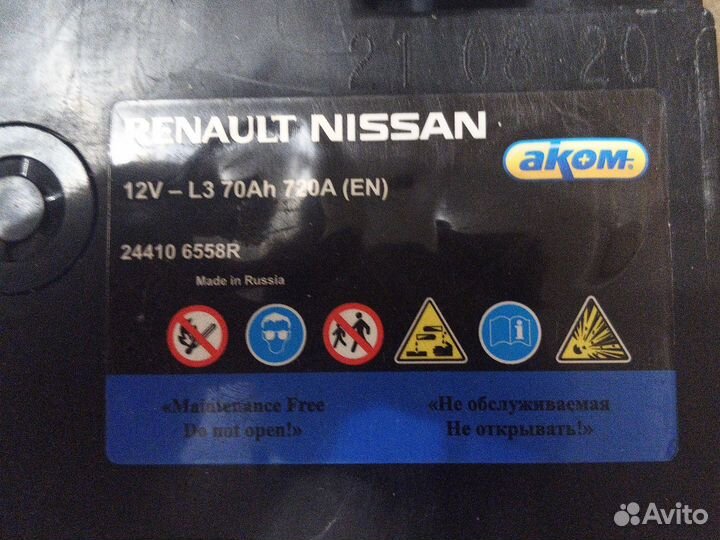 21 08 20
RENAULT NISSAN
aкom
12V – L3 70Ah 720A (EN)
24410 6558R
Made in Russia
«Maintenance Free
Do not open!»
«Не обслуживаемая
Не открывать!»
Avito